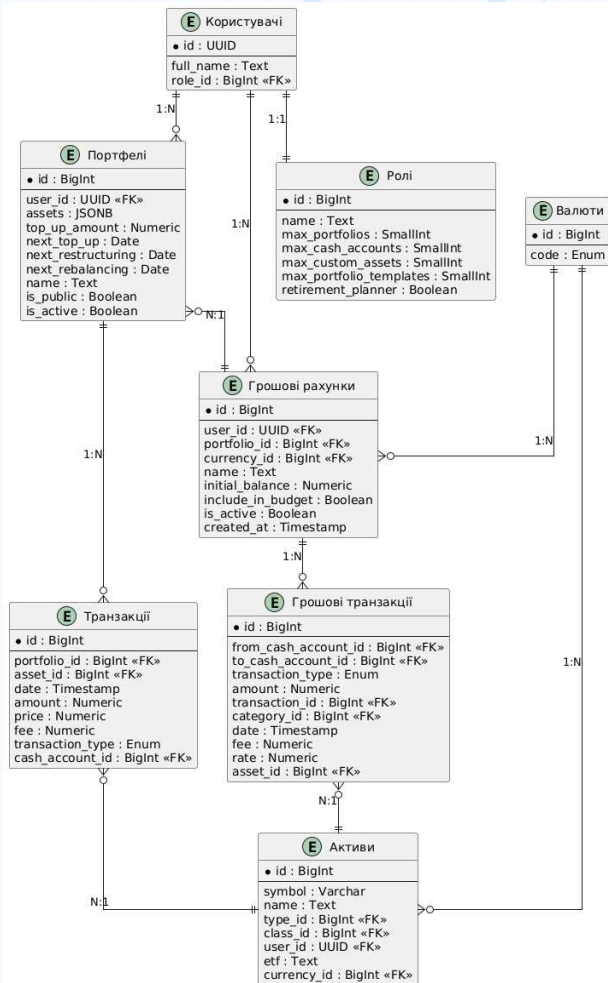 E Користувачі
id : UUID
full_name : Text
role_id : BigInt «FK»
1:N
1:1
1:N
E Портфелі
id : BigInt
user_id : UUID «FK»
assets : JSONB
top_up_amount : Numeric
next_top_up : Date
next_restructuring : Date
next_rebalancing : Date
name : Text
is_public : Boolean
is_active : Boolean
E Ролі
id : BigInt
name : Text
max_portfolios : SmallInt
max_cash_accounts : SmallInt
max_custom_assets : SmallInt
max_portfolio_templates : SmallInt
retirement_planner : Boolean
E Валюти
id : BigInt
code : Enum
N:1
E Грошові рахунки
id : BigInt
user_id : UUID «FK»
portfolio_id : BigInt «FK»
currency_id : BigInt «FK»
name : Text
initial_balance : Numeric
include_in_budget : Boolean
is_active : Boolean
created_at : Timestamp
1:N
1:N
1:N
1:N
E Транзакції
id : BigInt
portfolio_id : BigInt «FK»
asset_id : BigInt «FK»
date : Timestamp
amount : Numeric
price : Numeric
fee : Numeric
transaction_type : Enum
cash_account_id : BigInt «FK»
E Грошові транзакції
id : BigInt
from_cash_account_id : BigInt «FK»
to_cash_account_id : BigInt «FK»
transaction_type : Enum
amount : Numeric
transaction_id : BigInt «FK»
category_id : BigInt «FK»
date : Timestamp
fee : Numeric
rate : Numeric
asset_id : BigInt «FK»
N:1
N:1
E Активи
id : BigInt
symbol : Varchar
name : Text
type_id : BigInt «FK»
class_id : BigInt «FK»
user_id : UUID «FK»
etf : Text
currency_id : BigInt «FK»